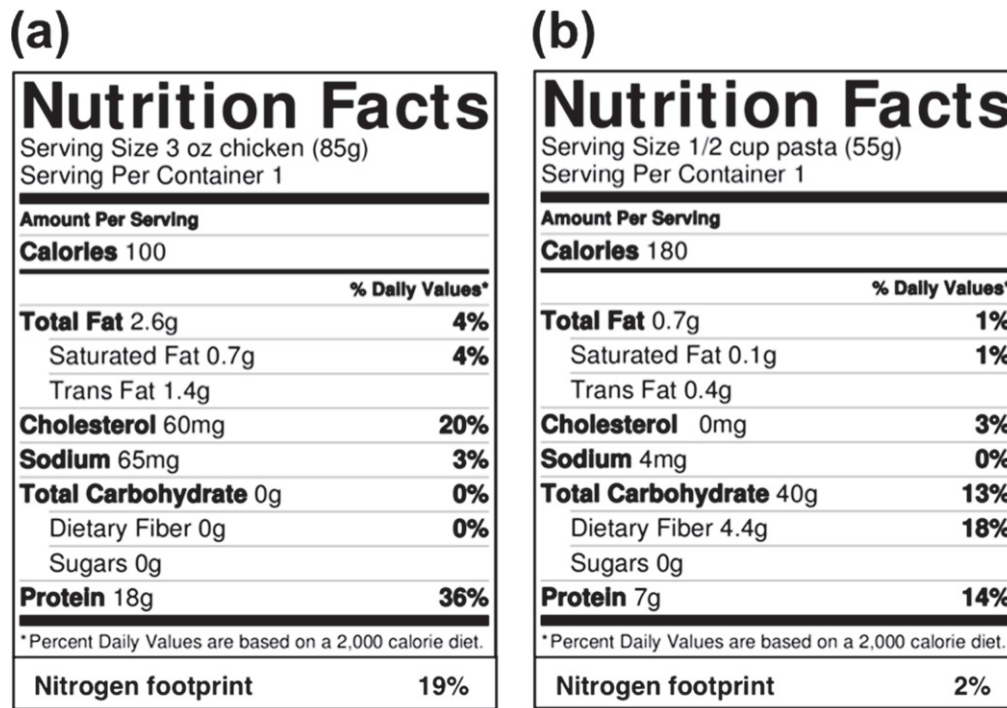 (a)
Nutrition Facts
Serving Size 3 oz chicken (85g)
Serving Per Container 1
Amount Per Serving
Calories 100
% Daily Values*
Total Fat 2.6g 4%
Saturated Fat 0.7g 4%
Trans Fat 1.4g
Cholesterol 60mg 20%
Sodium 65mg 3%
Total Carbohydrate 0g 0%
Dietary Fiber 0g 0%
Sugars 0g
Protein 18g 36%
*Percent Daily Values are based on a 2,000 calorie diet.
Nitrogen footprint 19%
(b)
Nutrition Facts
Serving Size 1/2 cup pasta (55g)
Serving Per Container 1
Amount Per Serving
Calories 180
% Daily Values*
Total Fat 0.7g 1%
Saturated Fat 0.1g 1%
Trans Fat 0.4g
Cholesterol 0mg 3%
Sodium 4mg 0%
Total Carbohydrate 40g 13%
Dietary Fiber 4.4g 18%
Sugars 0g
Protein 7g 14%
*Percent Daily Values are based on a 2,000 calorie diet.
Nitrogen footprint 2%